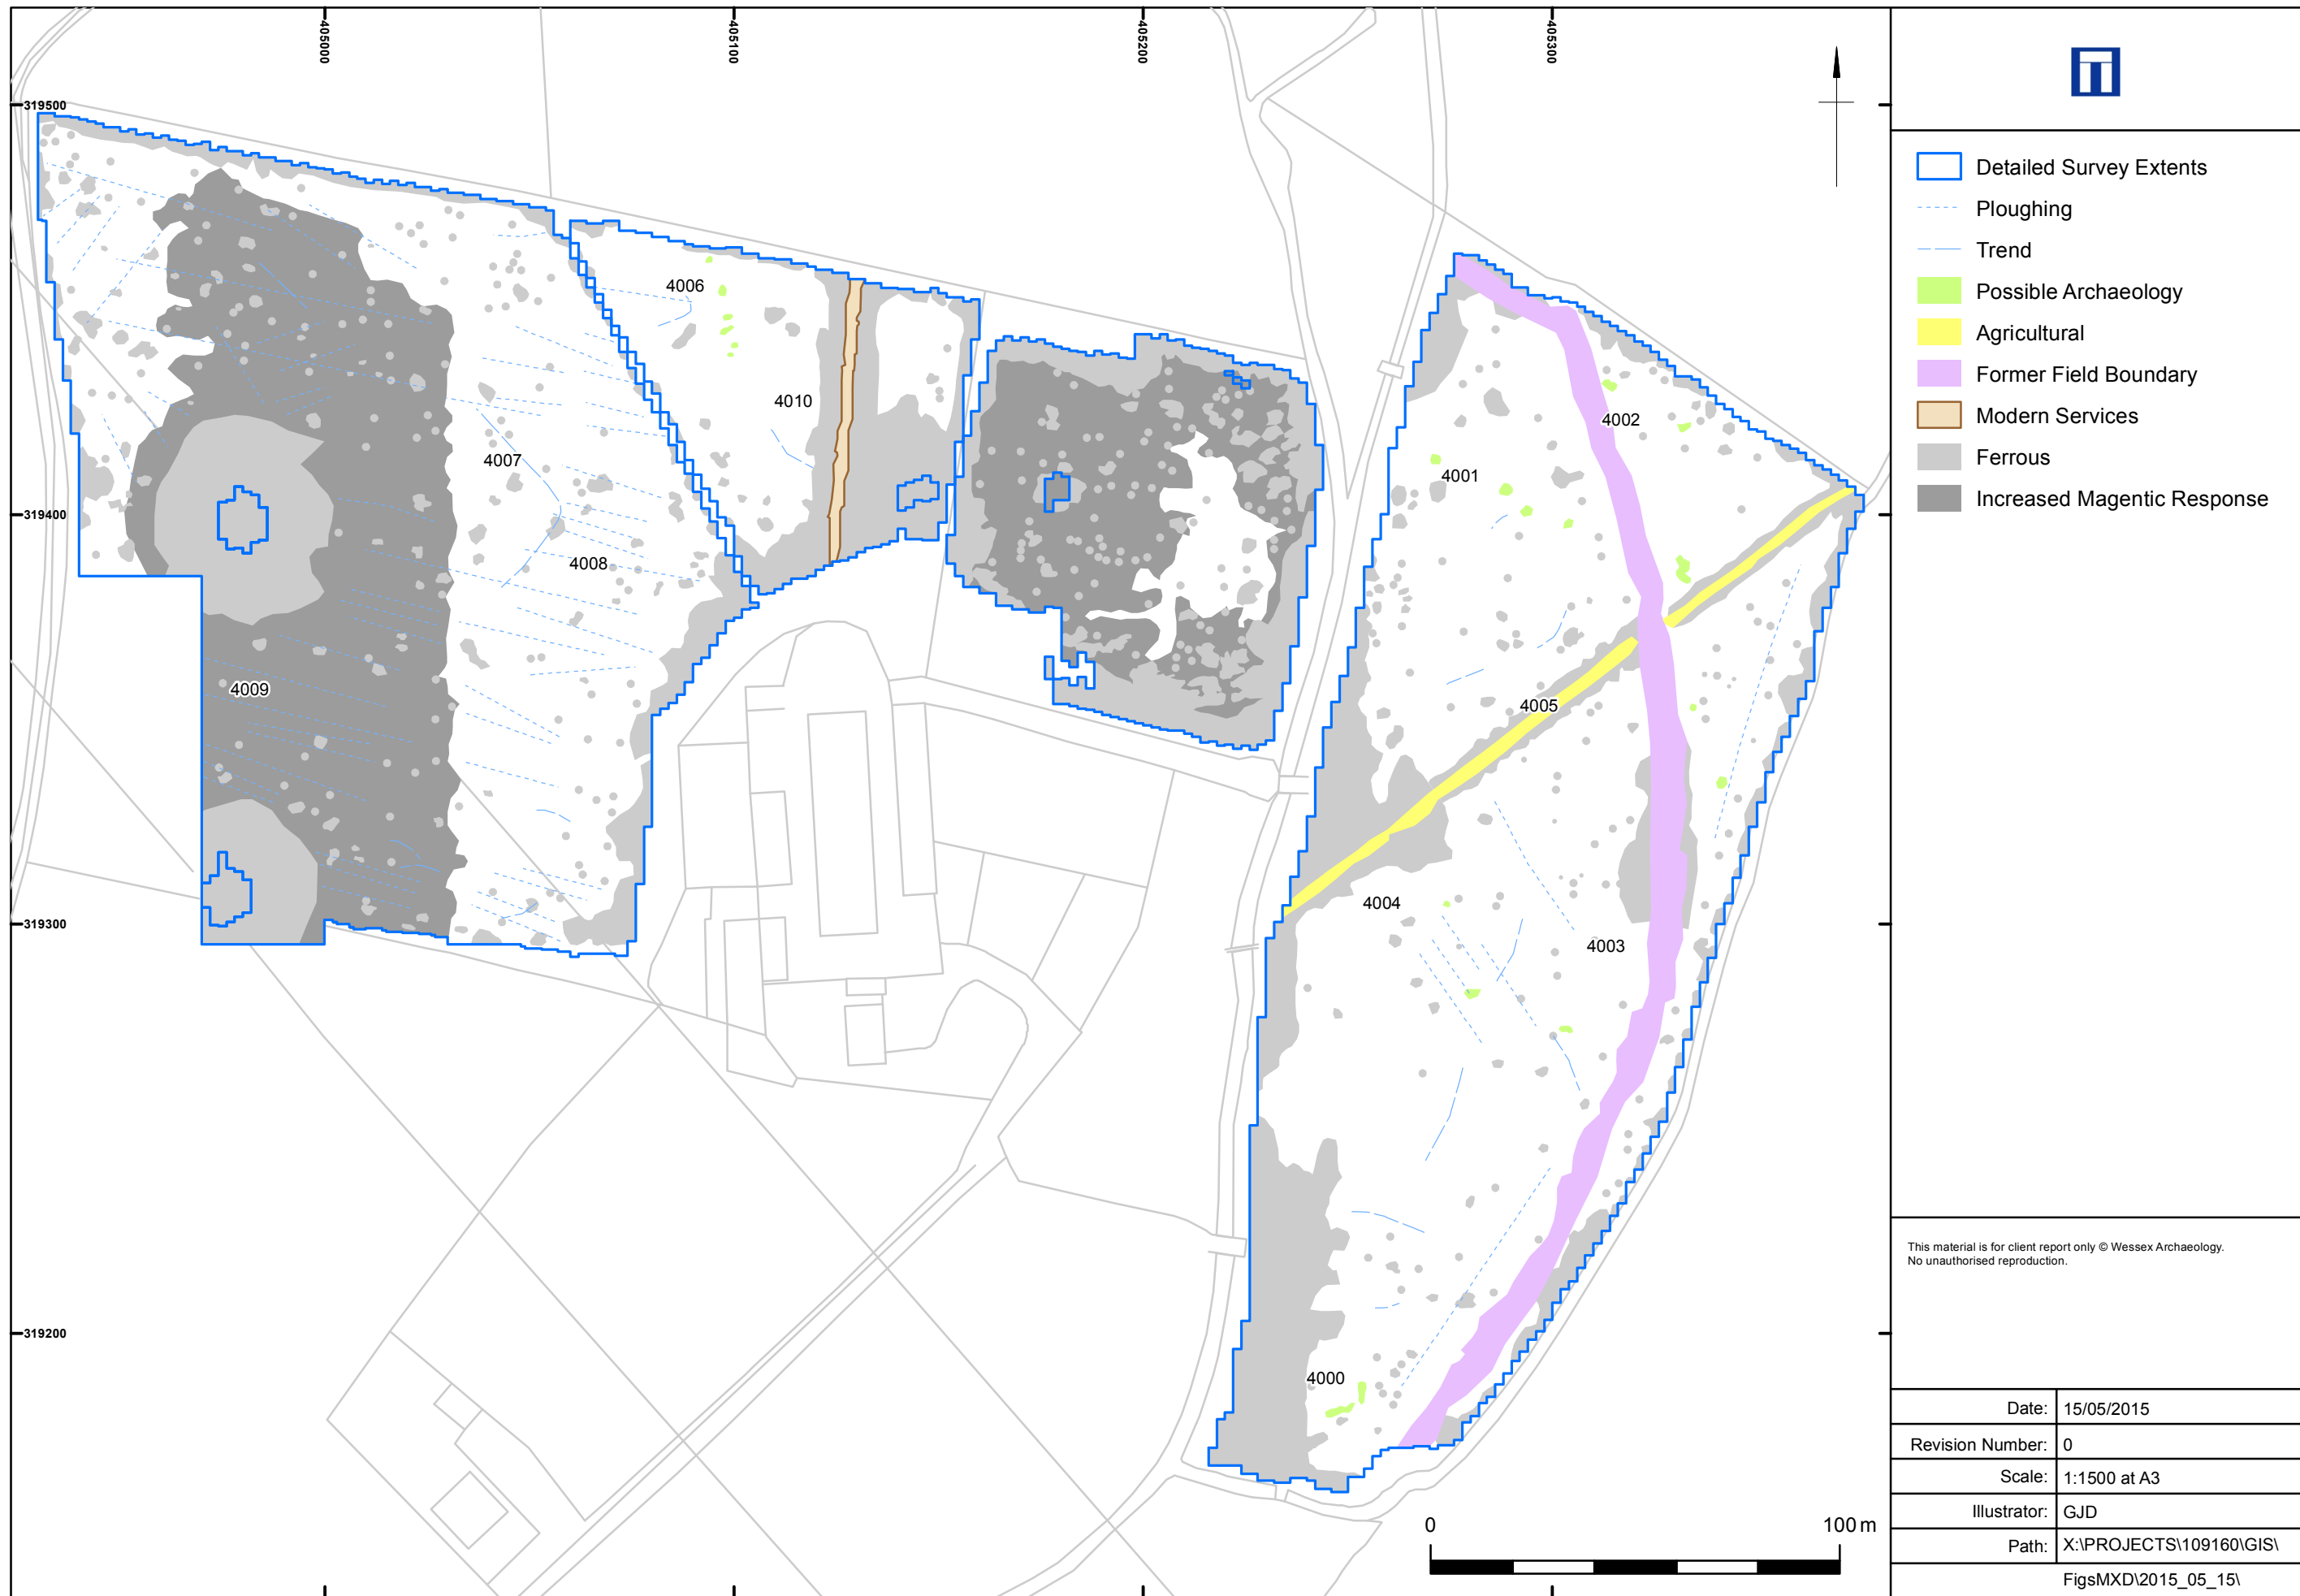 405000
405100
405200
405300
319500
319400
319300
319200
4006
4010
4007
4008
4009
4002
4001
4005
4004
4003
4000
0
100 m
Detailed Survey Extents
Ploughing
Trend
Possible Archaeology
Agricultural
Former Field Boundary
Modern Services
Ferrous
Increased Magentic Response
This material is for client report only © Wessex Archaeology.
No unauthorised reproduction.
Date: 15/05/2015
Revision Number: 0
Scale: 1:1500 at A3
Illustrator: GJD
Path: X:\PROJECTS\109160\GIS\
FigsMXD\2015_05_15\